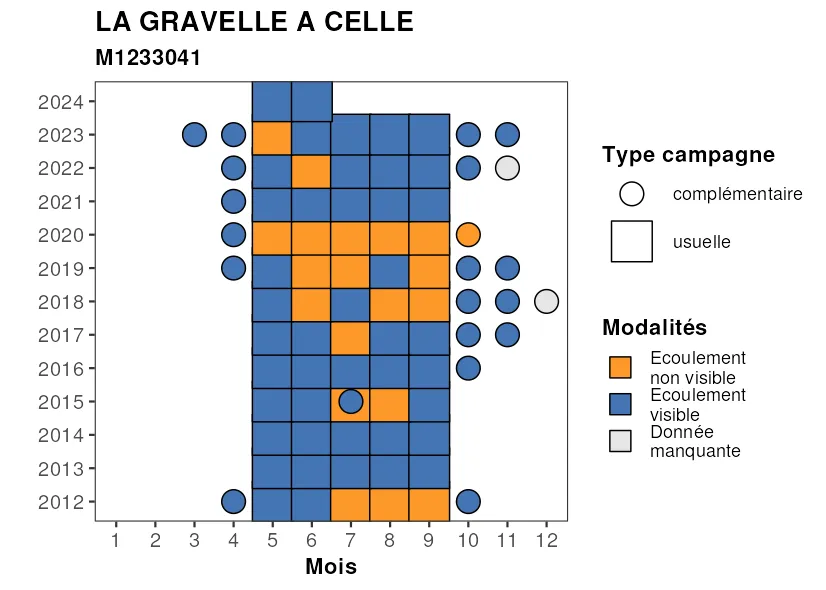 LA GRAVELLE A CELLE
M1233041
2024
2023
2022
2021
2020
2019
2018
2017
2016
2015
2014
2013
2012
1 2 3 4 5 6 7 8 9 10 11 12
Mois
Type campagne
complémentaire
usuelle
Modalités
Ecoulement
non visible
Ecoulement
visible
Donnée
manquante